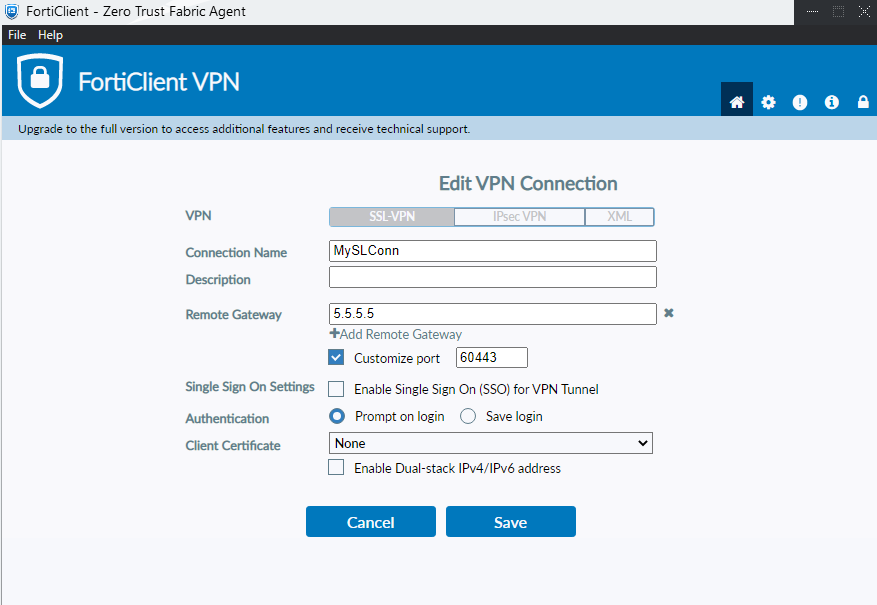 FortiClient - Zero Trust Fabric Agent
File Help
FortiClient VPN
Upgrade to the full version to access additional features and receive technical support.
Edit VPN Connection
VPN SSL-VPN IPsec VPN XML
Connection Name MySLConn
Description
Remote Gateway 5.5.5.5
+Add Remote Gateway
Customize port 60443
Single Sign On Settings Enable Single Sign On (SSO) for VPN Tunnel
Authentication Prompt on login Save login
Client Certificate None
Enable Dual-stack IPv4/IPv6 address
Cancel Save